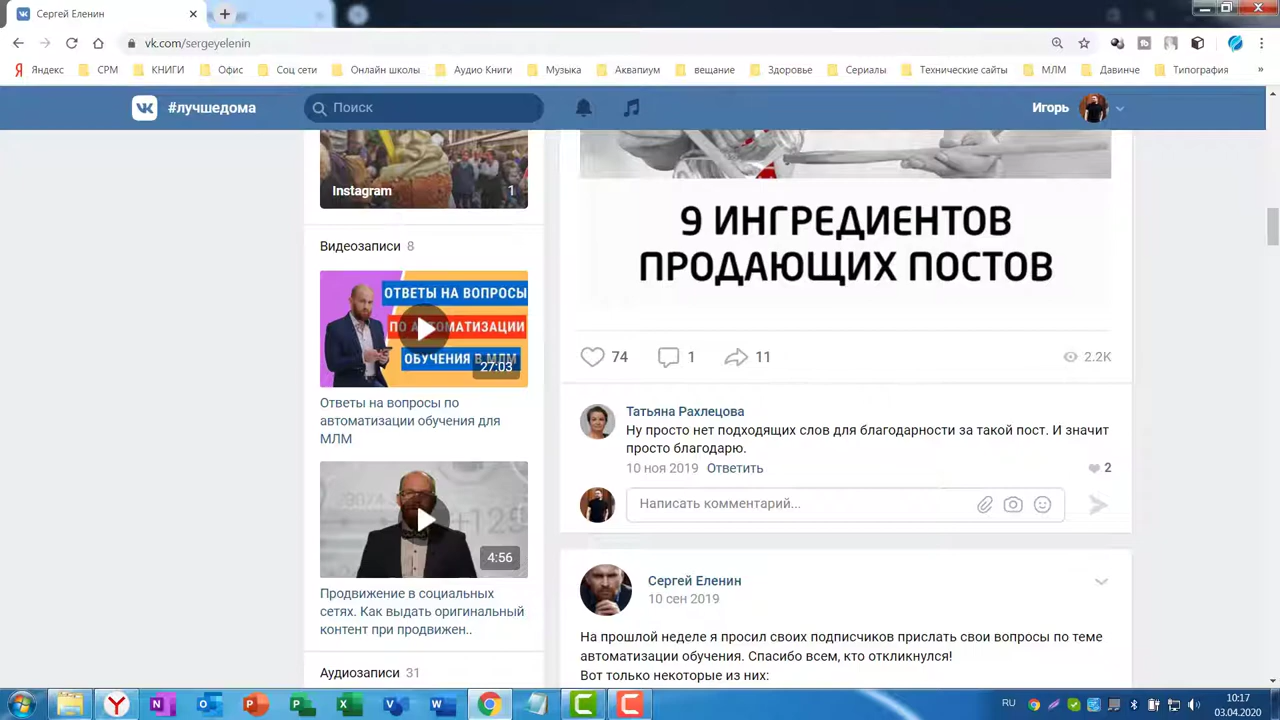 Сергей Еленин
vk.com/sergeyelenin
Яндекс СРМ КНИГИ Офис Соц сети Онлайн школы Аудио Книги Музыка Аквапиум вещание Здоровье Сериалы Технические сайты МЛМ Давинче Типография »
#лучшедома
Поиск
Игорь
Instagram 1
Видеозаписи 8
ОТВЕТЫ НА ВОПРОСЫ
ПО АВТОМАТИЗАЦИИ
ОБУЧЕНИЯ В МЛМ
27:03
Ответы на вопросы по
автоматизации обучения для
МЛМ
4:56
Продвижение в социальных
сетях. Как выдать оригинальный
контент при продвижен..
Аудиозаписи 31
9 ИНГРЕДИЕНТОВ
ПРОДАЮЩИХ ПОСТОВ
74 1 11 2.2K
Татьяна Рахлецова
Ну просто нет подходящих слов для благодарности за такой пост. И значит
просто благодарю.
10 ноя 2019 Ответить 2
Написать комментарий...
Сергей Еленин
10 сен 2019
На прошлой неделе я просил своих подписчиков прислать свои вопросы по теме
автоматизации обучения. Спасибо всем, кто откликнулся!
Вот только некоторые из них:
RU
10:17
03.04.2020